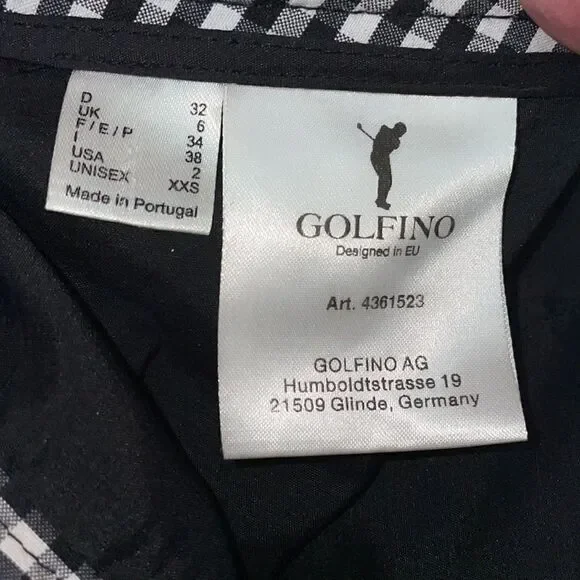 D 32
UK 6
F/E/P 34
I 38
USA 2
UNISEX XXS
Made in Portugal
GOLFINO
Designed in EU
Art. 4361523
GOLFINO AG
Humboldtstrasse 19
21509 Glinde, Germany